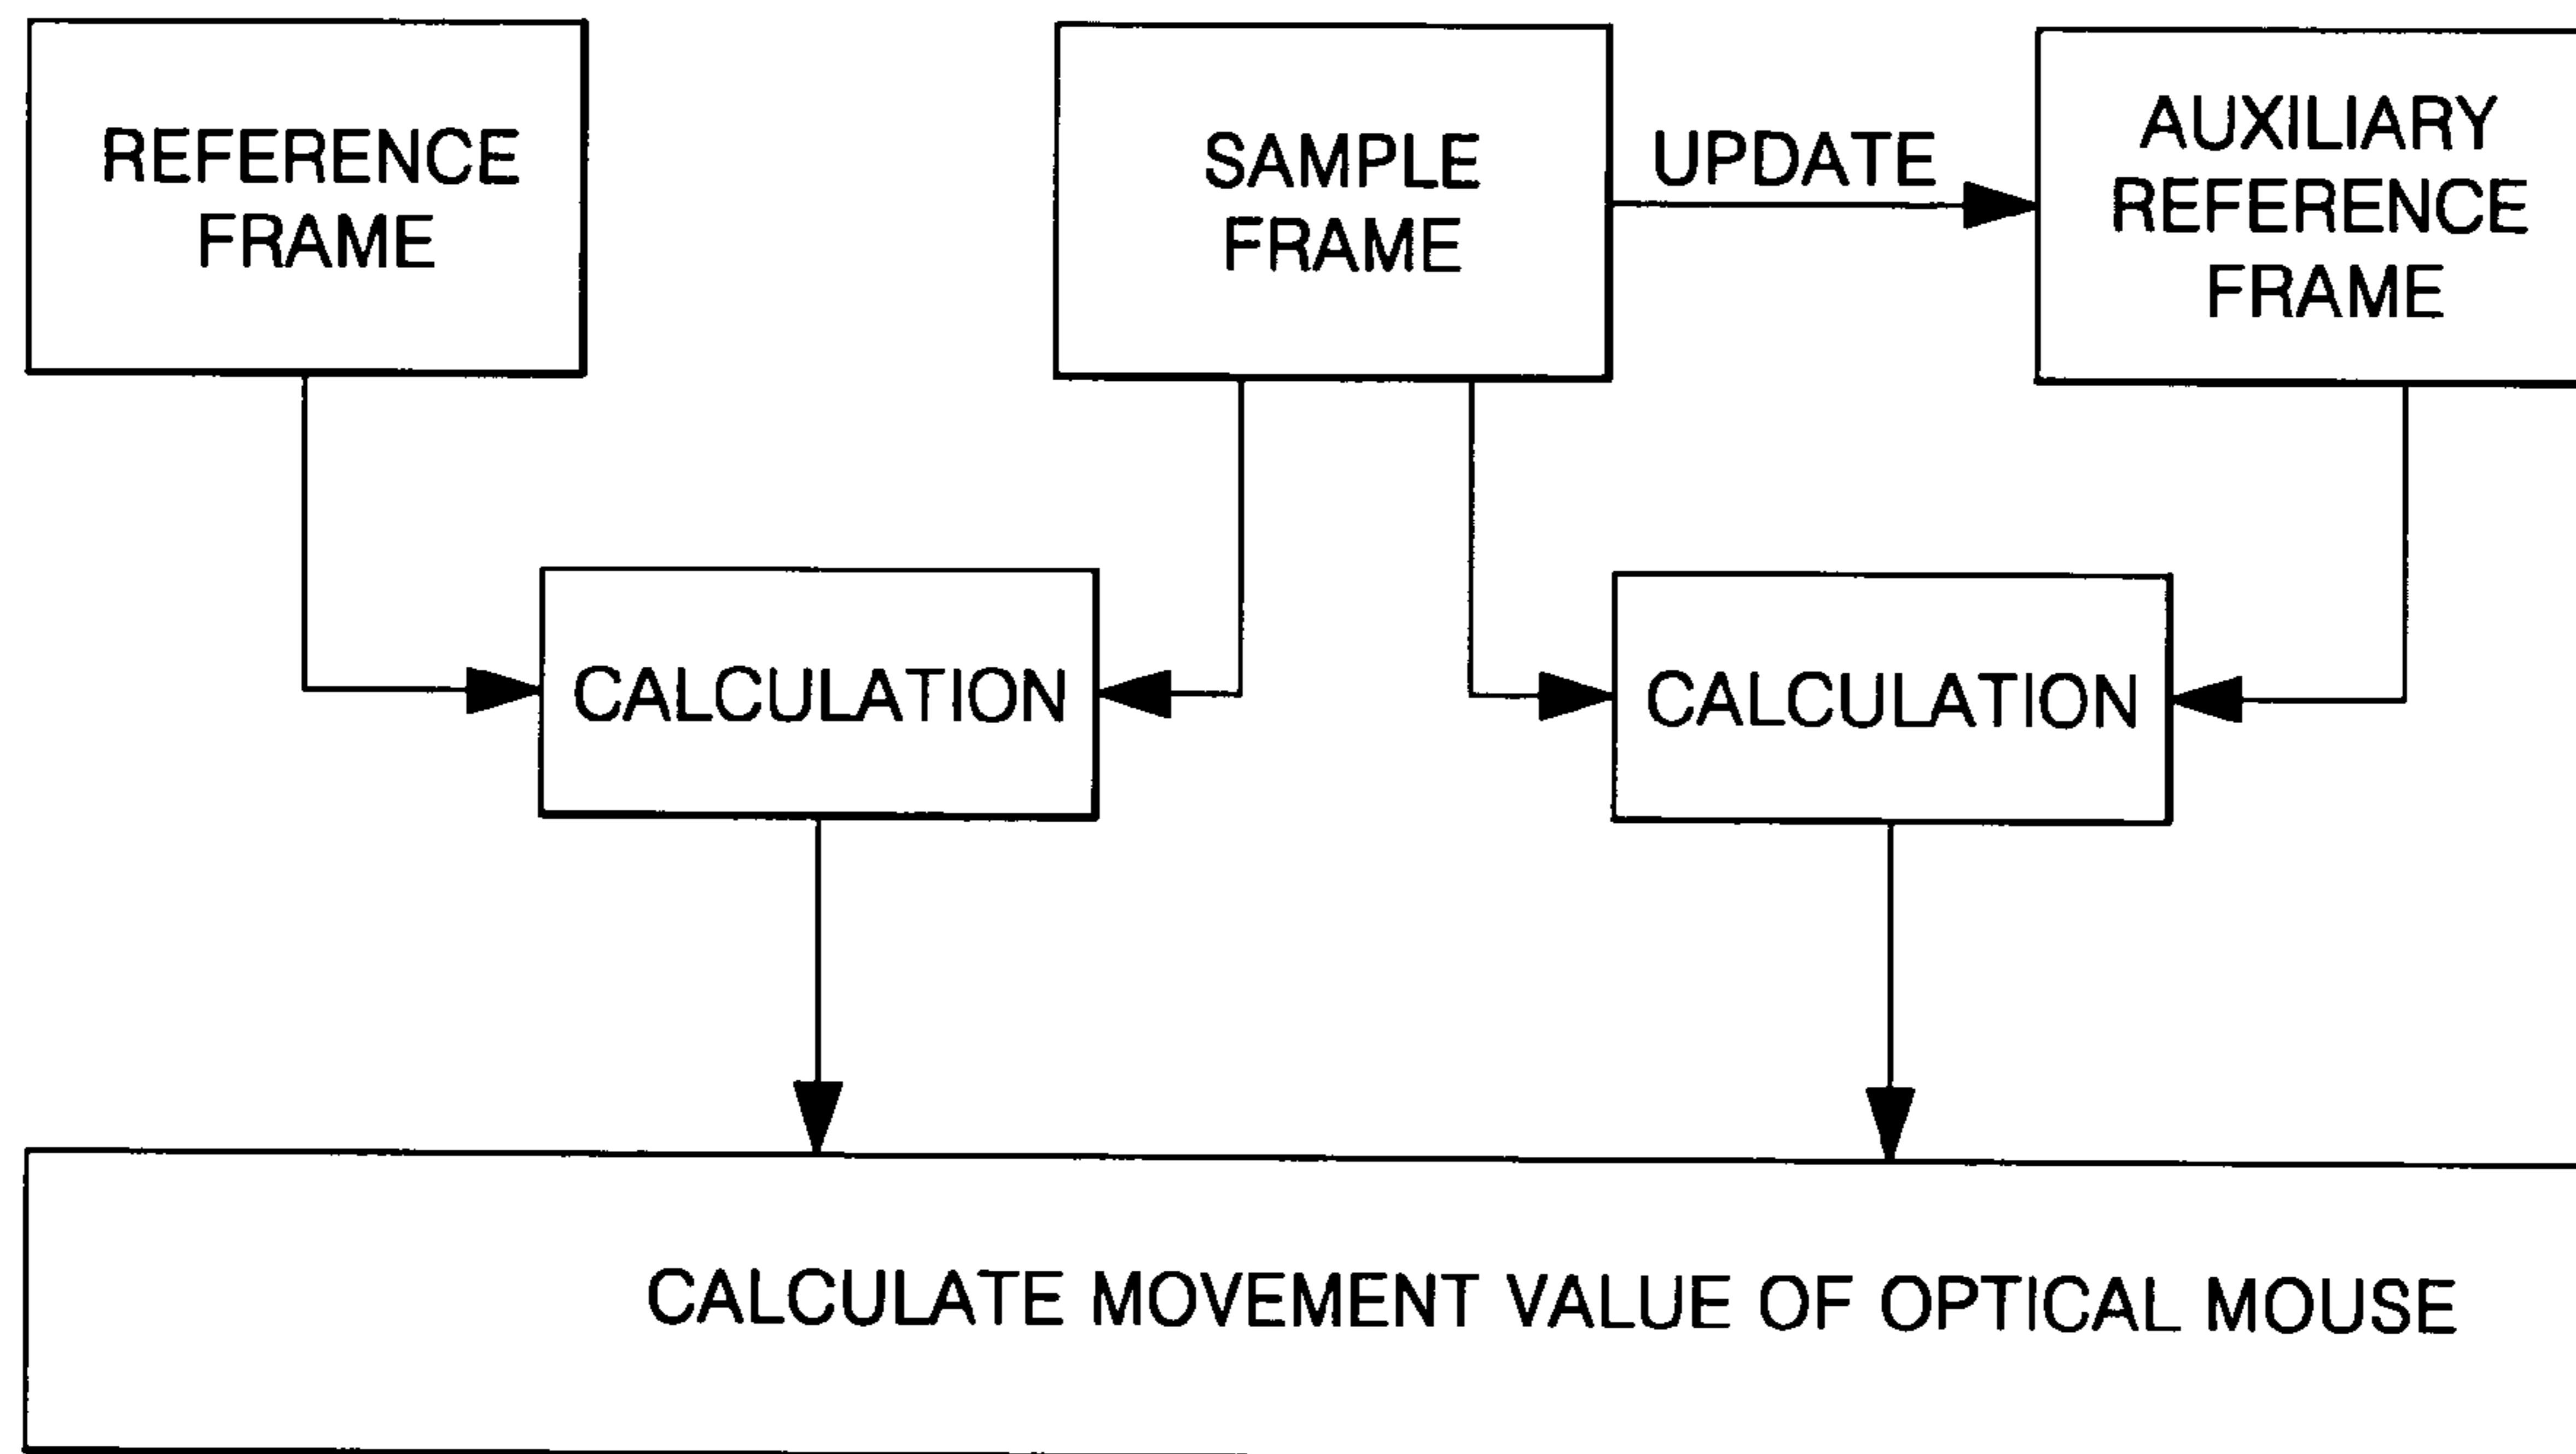 REFERENCE
FRAME
SAMPLE
FRAME
UPDATE
AUXILIARY
REFERENCE
FRAME
CALCULATION
CALCULATION
CALCULATE MOVEMENT VALUE OF OPTICAL MOUSE